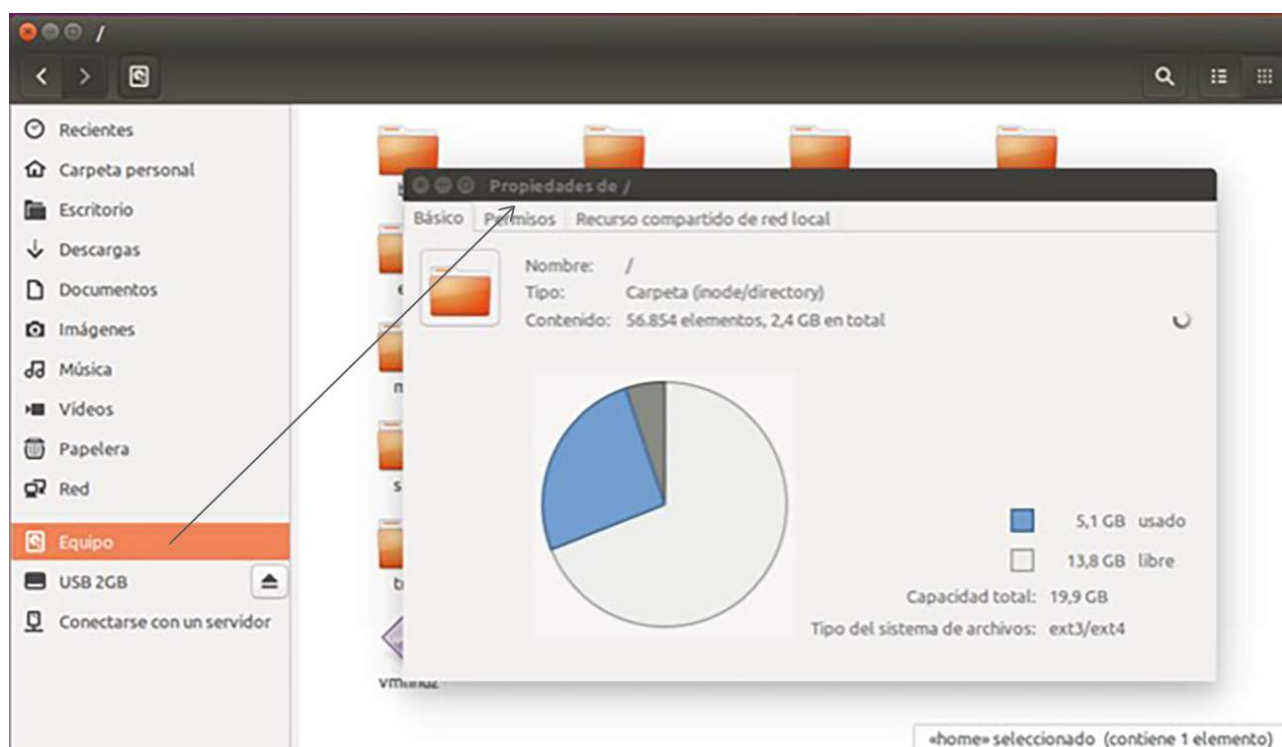 /
Recientes
Carpeta personal
Escritorio
Descargas
Documentos
Imágenes
Música
Vídeos
Papelera
Red
Equipo
USB 2GB
Conectarse con un servidor
Propiedades de /
Básico Permisos Recurso compartido de red local
Nombre: /
Tipo: Carpeta (inode/directory)
Contenido: 56.854 elementos, 2,4 GB en total
5,1 GB usado
13,8 GB libre
Capacidad total: 19,9 GB
Tipo del sistema de archivos: ext3/ext4
«home» seleccionado (contiene 1 elemento)